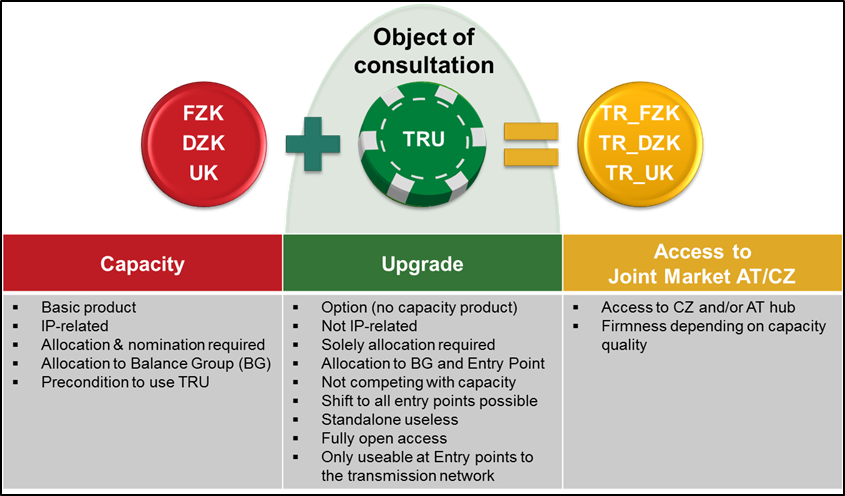 Object of
consultation
FZK
DZK
UK
TRU
TR_FZK
TR_DZK
TR_UK
Capacity
Upgrade
Access to
Joint Market AT/CZ
▪ Basic product
▪ IP-related
▪ Allocation & nomination required
▪ Allocation to Balance Group (BG)
▪ Precondition to use TRU
▪ Option (no capacity product)
▪ Not IP-related
▪ Solely allocation required
▪ Allocation to BG and Entry Point
▪ Not competing with capacity
▪ Shift to all entry points possible
▪ Standalone useless
▪ Fully open access
▪ Only useable at Entry points to
the transmission network
▪ Access to CZ and/or AT hub
▪ Firmness depending on capacity
quality